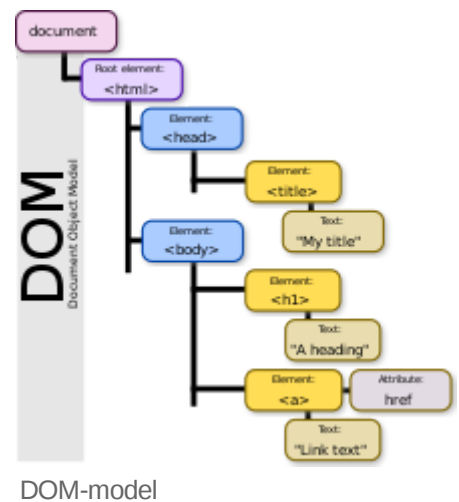 document
Root element:
<html>
Element:
<head>
Element:
<title>
Text:
"My title"
Element:
<body>
Element:
<h1>
Text:
"A heading"
Element:
<a>
Attribute:
href
Text:
"Link text"
DOM
Document Object Model
DOM-model